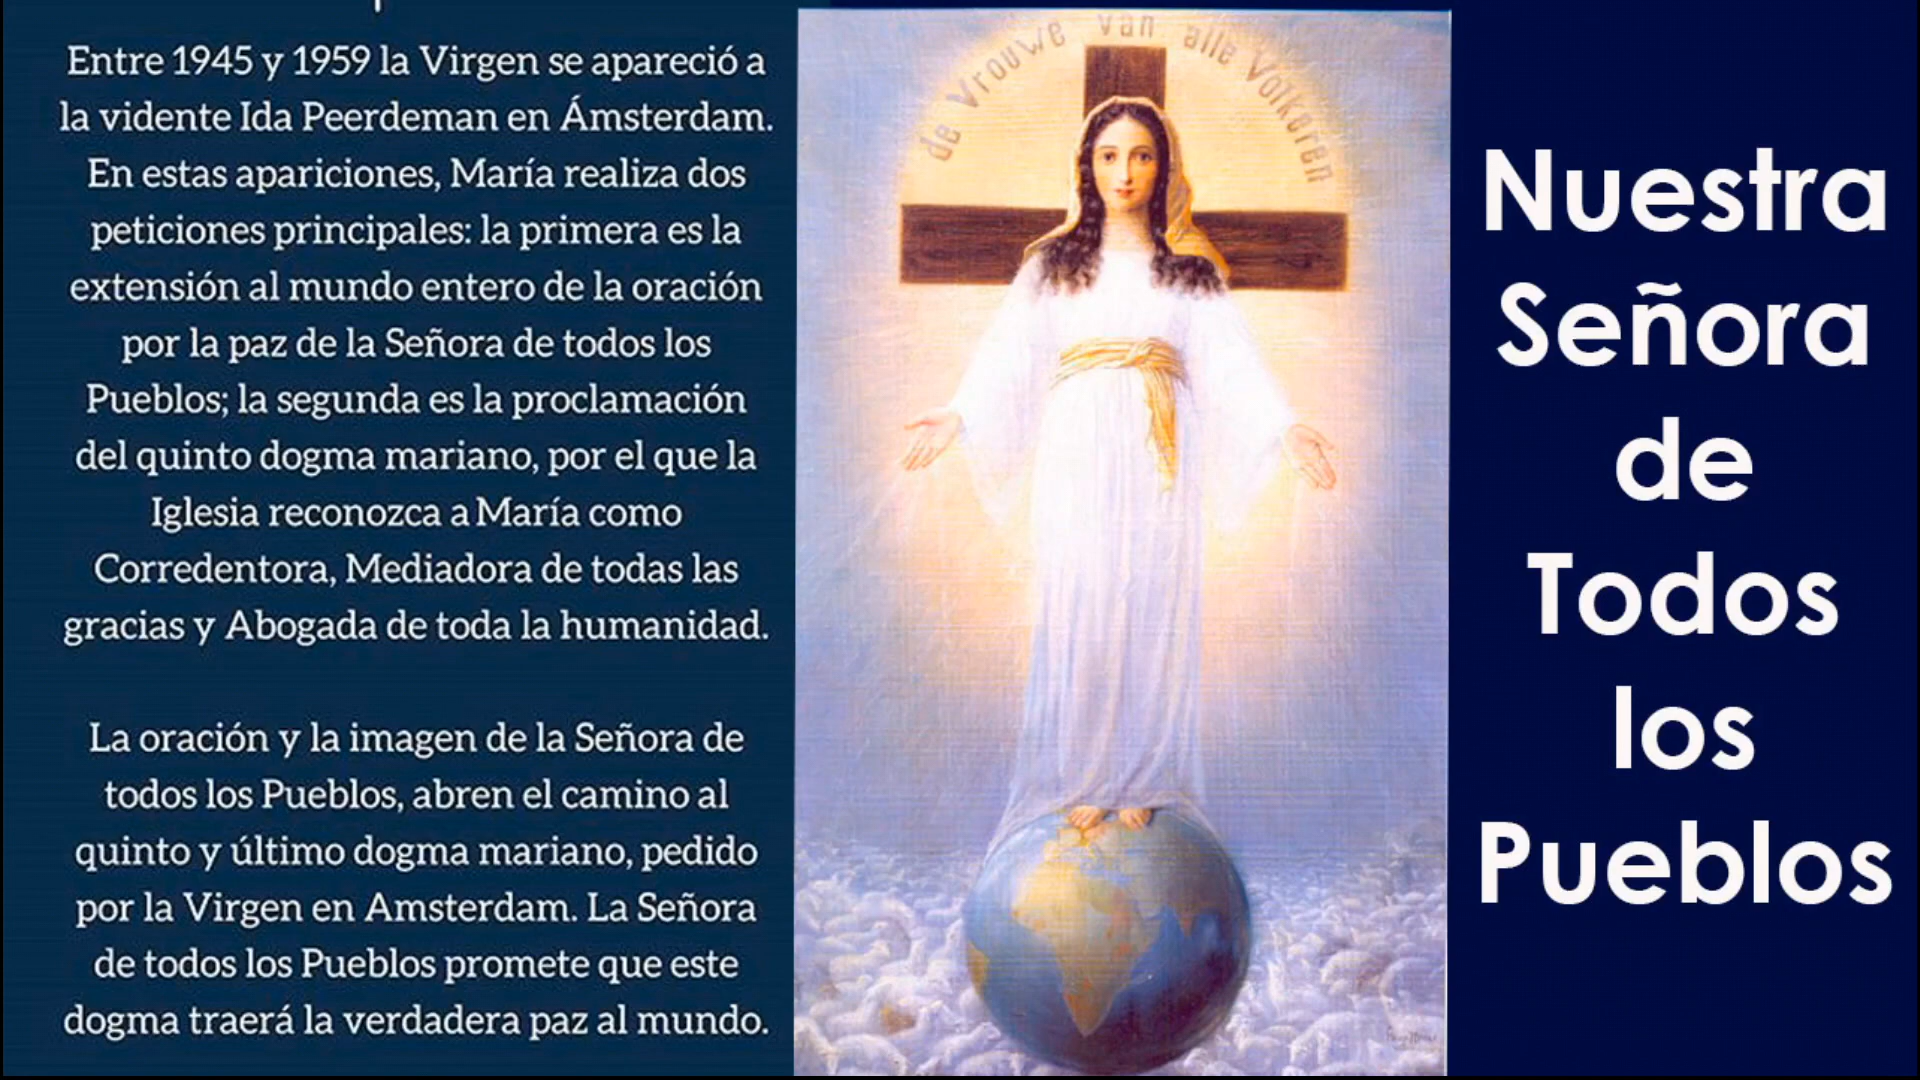 Entre 1945 y 1959 la Virgen se apareció a
la vidente Ida Peerdeman en Ámsterdam.
En estas apariciones, María realiza dos
peticiones principales: la primera es la
extensión al mundo entero de la oración
por la paz de la Señora de todos los
Pueblos; la segunda es la proclamación
del quinto dogma mariano, por el que la
Iglesia reconozca a María como
Corredentora, Mediadora de todas las
gracias y Abogada de toda la humanidad.
La oración y la imagen de la Señora de
todos los Pueblos, abren el camino al
quinto y último dogma mariano, pedido
por la Virgen en Amsterdam. La Señora
de todos los Pueblos promete que este
dogma traerá la verdadera paz al mundo.
de Vrouwe van alle Volkeren
Nuestra
Señora
de
Todos
los
Pueblos